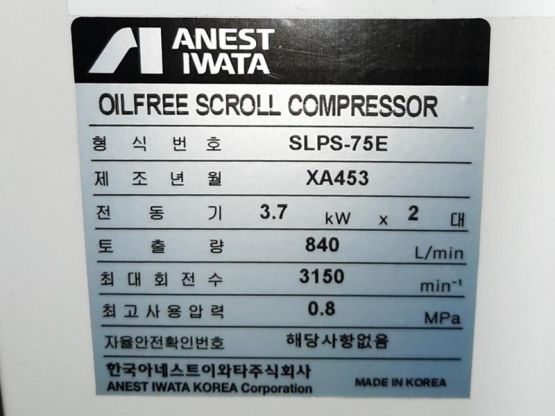 ANEST
IWATA
OILFREE SCROLL COMPRESSOR
형식번호 SLPS-75E
제조년월 XA453
전동기 3.7 kW x 2 대
토출량 840 L/min
최대회전수 3150 min⁻¹
최고사용압력 0.8 MPa
자율안전확인번호 해당사항없음
한국아네스트이와타주식회사
ANEST IWATA KOREA Corporation MADE IN KOREA